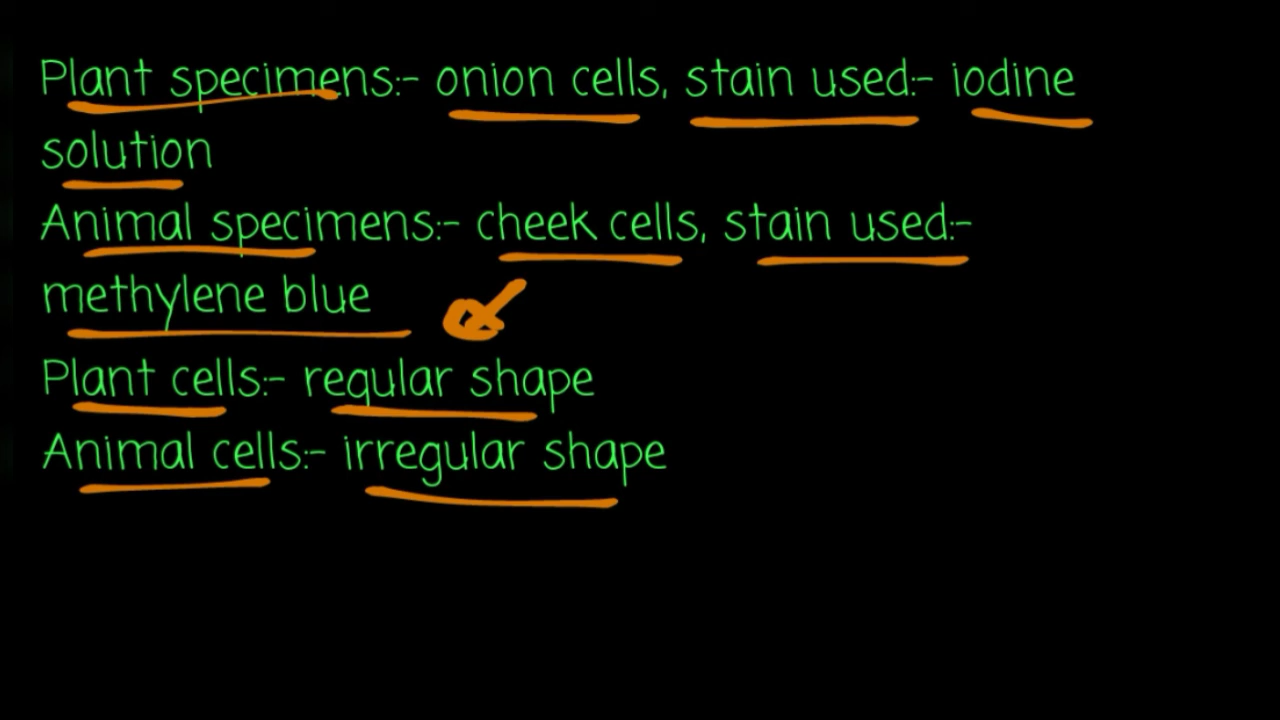 Plant specimens:- onion cells, stain used:- iodine
solution
Animal specimens:- cheek cells, stain used:-
methylene blue
Plant cells:- regular shape
Animal cells:- irregular shape